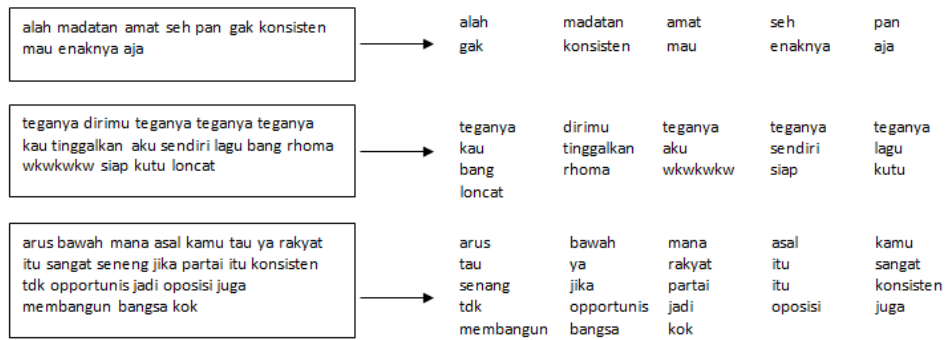 alah madatan amat seh pan gak konsisten
mau enaknya aja
alah madatan amat seh pan
gak konsisten mau enaknya aja
teganya dirimu teganya teganya teganya
kau tinggalkan aku sendiri lagu bang rhoma
wkwkwkw siap kutu loncat
teganya dirimu teganya teganya teganya
kau tinggalkan aku sendiri lagu
bang rhoma wkwkwkw siap kutu
loncat
arus bawah mana asal kamu tau ya rakyat
itu sangat seneng jika partai itu konsisten
tdk opportunis jadi oposisi juga
membangun bangsa kok
arus bawah mana asal kamu
tau ya rakyat itu sangat
senang jika partai itu konsisten
tdk opportunis jadi oposisi juga
membangun bangsa kok